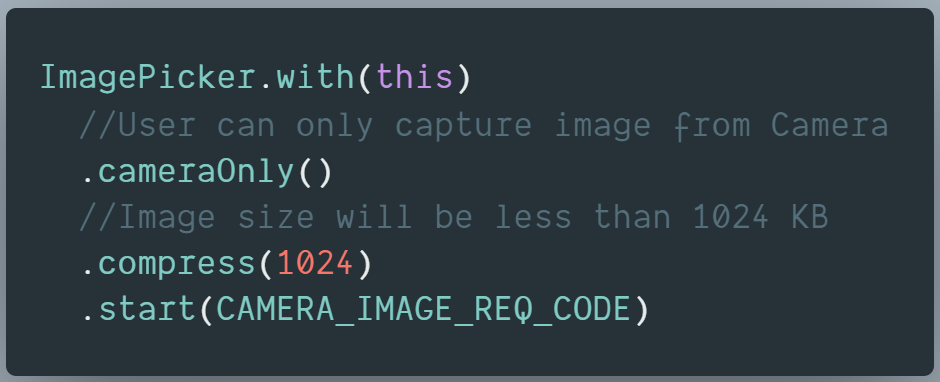 ImagePicker.with(this)
//User can only capture image from Camera
.cameraOnly()
//Image size will be less than 1024 KB
.compress(1024)
.start(CAMERA_IMAGE_REQ_CODE)